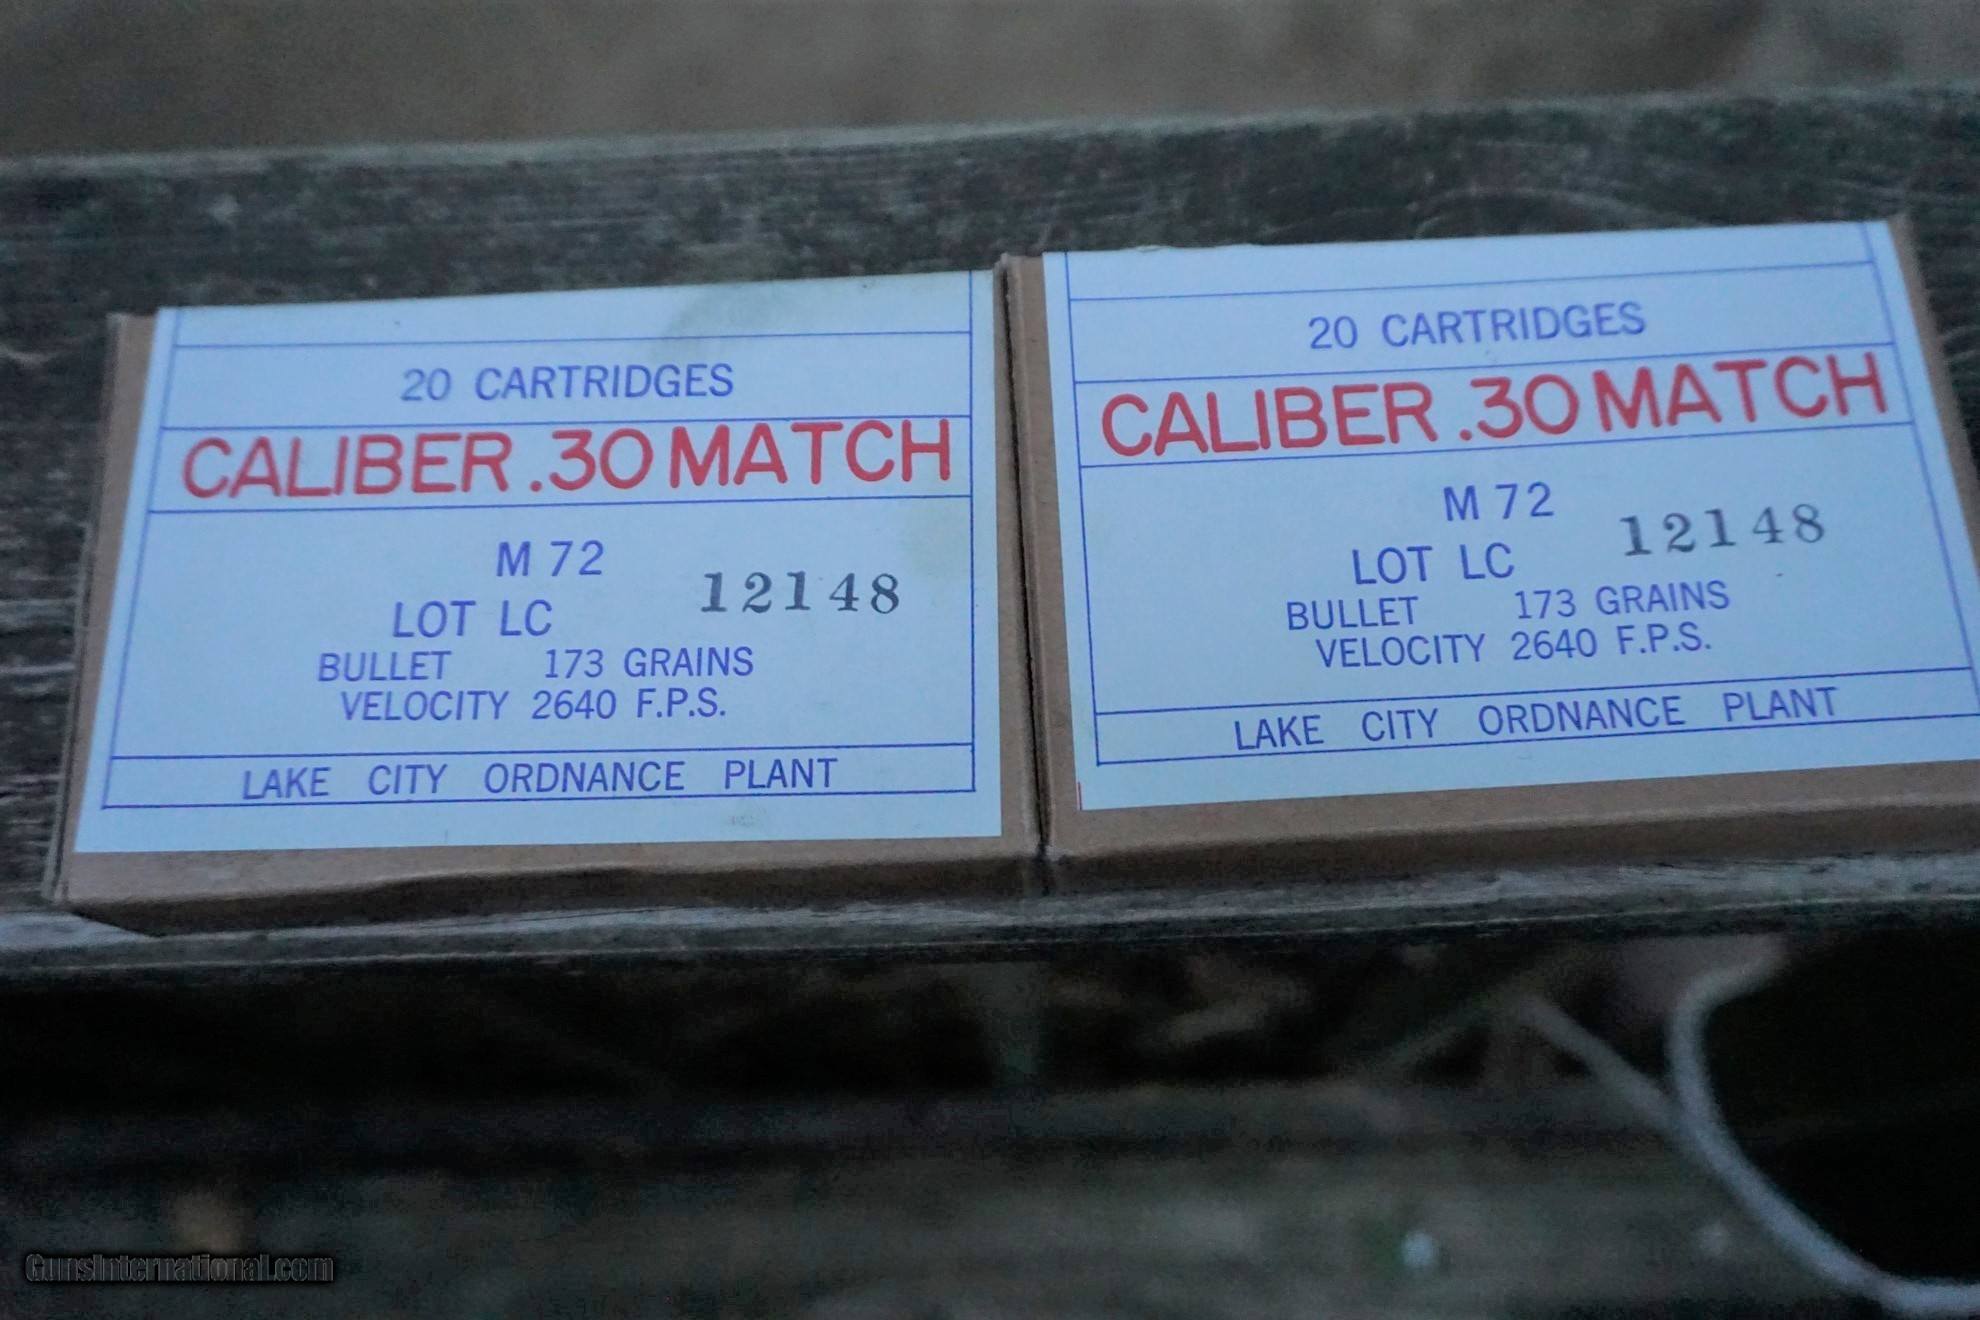 20 CARTRIDGES
CALIBER .30 MATCH
M 72
LOT LC 12148
BULLET 173 GRAINS
VELOCITY 2640 F.P.S.
LAKE CITY ORDNANCE PLANT
20 CARTRIDGES
CALIBER .30 MATCH
M 72
LOT LC 12148
BULLET 173 GRAINS
VELOCITY 2640 F.P.S.
LAKE CITY ORDNANCE PLANT
GunsInternational.com